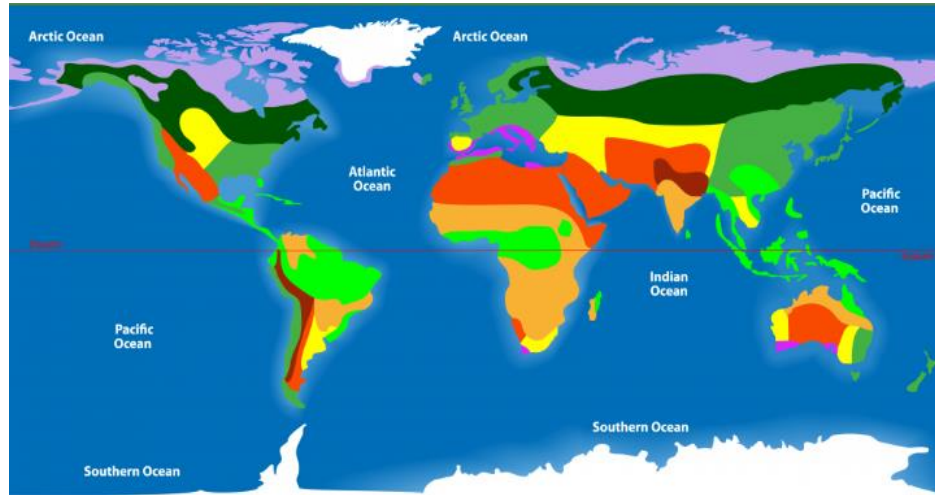 Arctic Ocean
Arctic Ocean
Atlantic
Ocean
Pacific
Ocean
Indian
Ocean
Pacific
Ocean
Southern Ocean
Southern Ocean